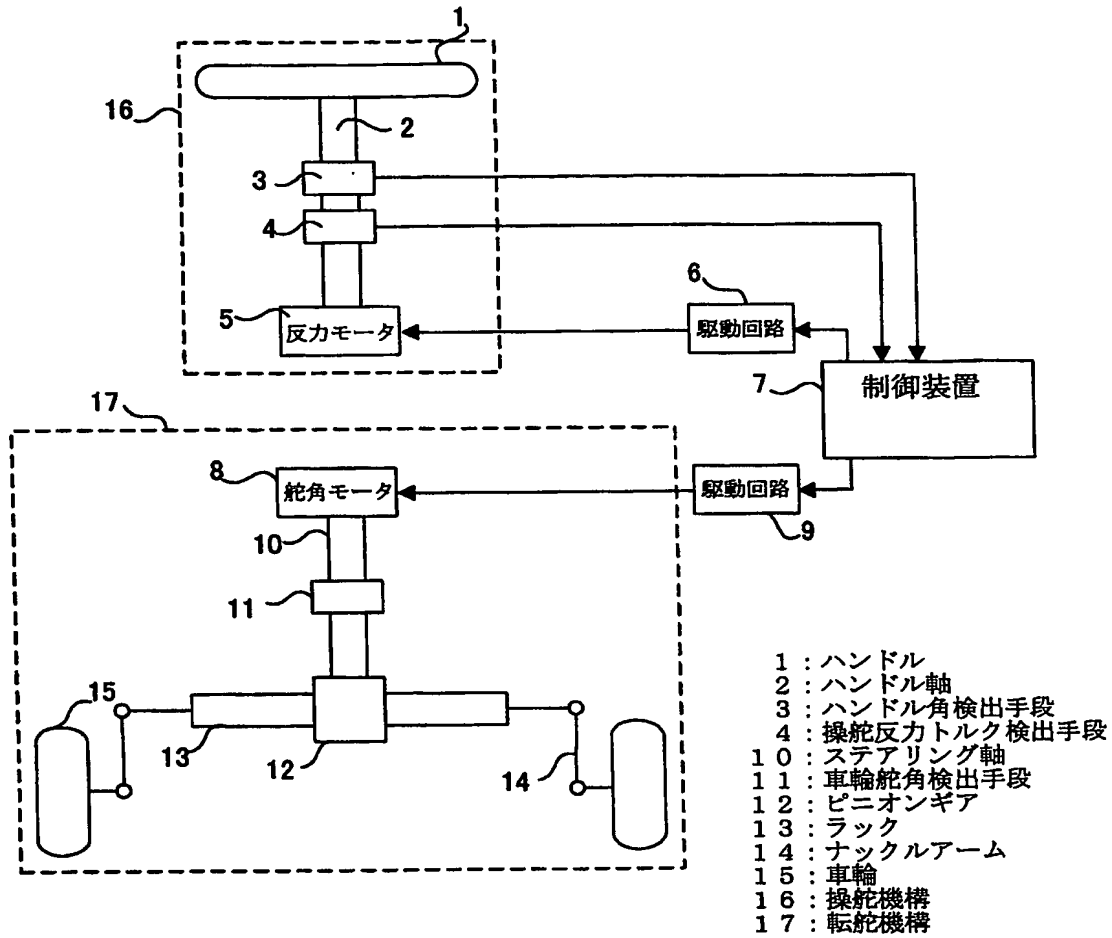 1
16
2
3
4
6
5
反力モータ
駆動回路
7
制御装置
17
8
舵角モータ
駆動回路
9
10
11
15
13
12
14
1：ハンドル
2：ハンドル軸
3：ハンドル角検出手段
4：操舵反力トルク検出手段
10：ステアリング軸
11：車輪舵角検出手段
12：ピニオンギア
13：ラック
14：ナックルアーム
15：車輪
16：操舵機構
17：転舵機構